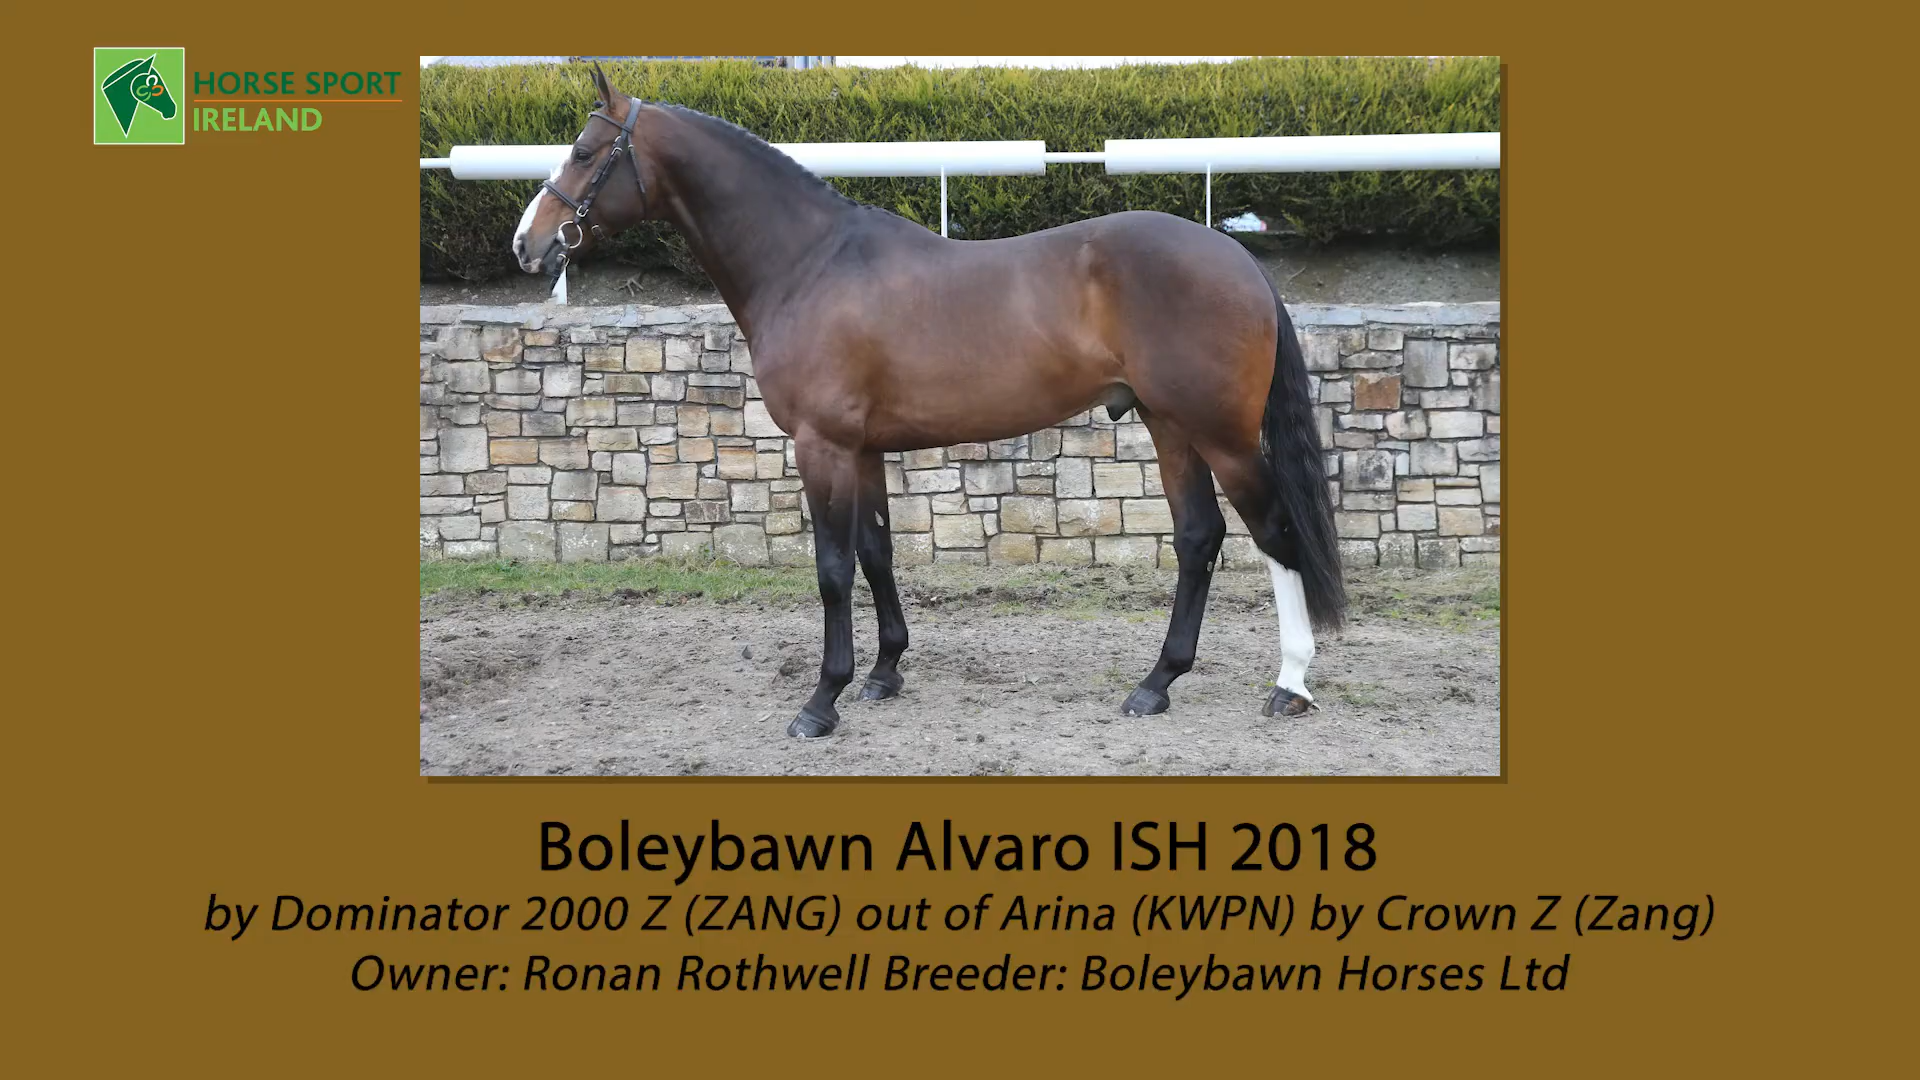 HORSE SPORT
IRELAND
Boleybawn Alvaro ISH 2018
by Dominator 2000 Z (ZANG) out of Arina (KWPN) by Crown Z (Zang)
Owner: Ronan Rothwell Breeder: Boleybawn Horses Ltd